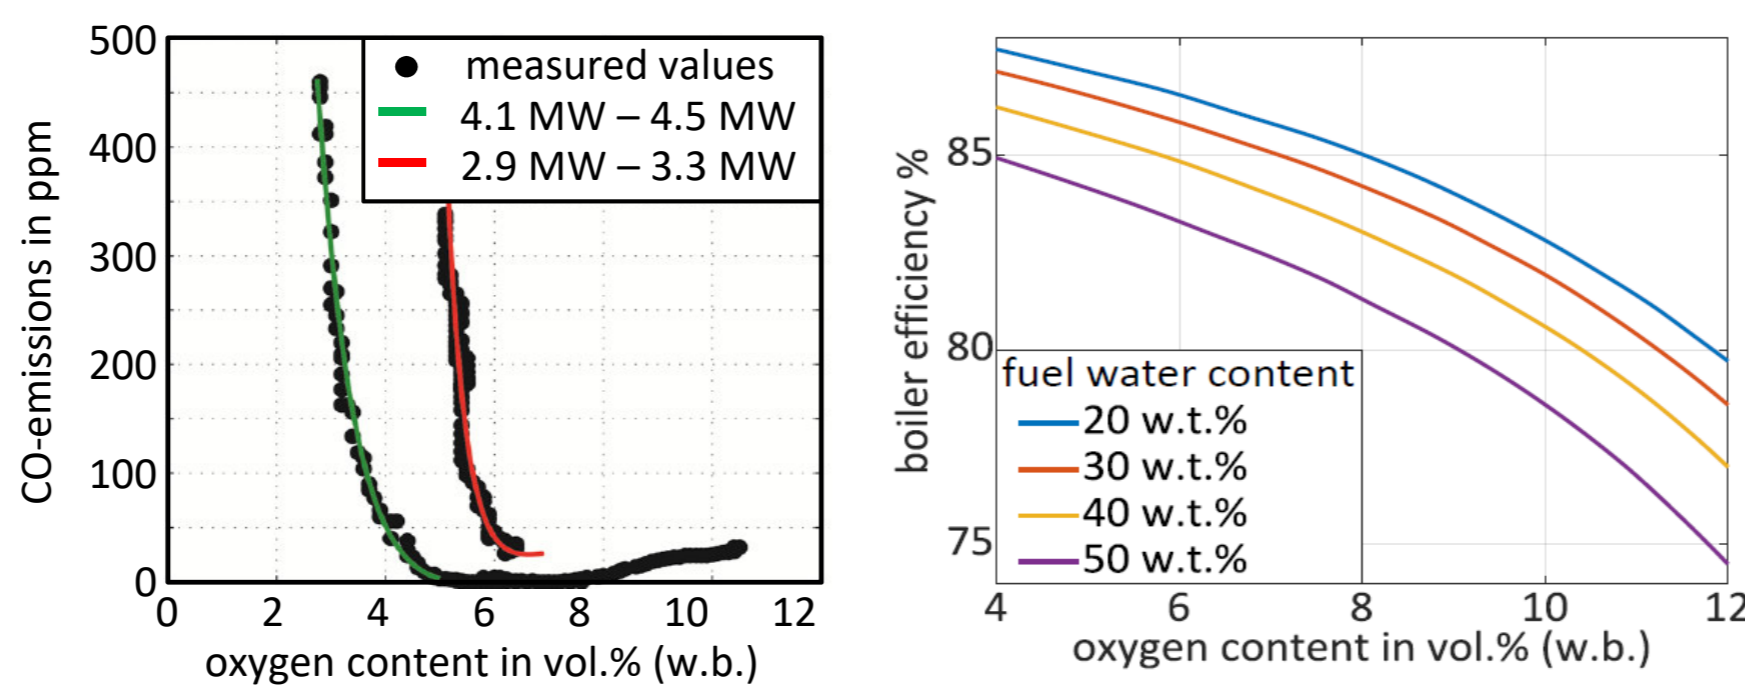 CO-emissions in ppm
500
400
300
200
100
0
measured values
4.1 MW – 4.5 MW
2.9 MW – 3.3 MW
0 2 4 6 8 10 12
oxygen content in vol.% (w.b.)
boiler efficiency %
85
80
75
fuel water content
20 w.t.%
30 w.t.%
40 w.t.%
50 w.t.%
4 6 8 10 12
oxygen content in vol.% (w.b.)